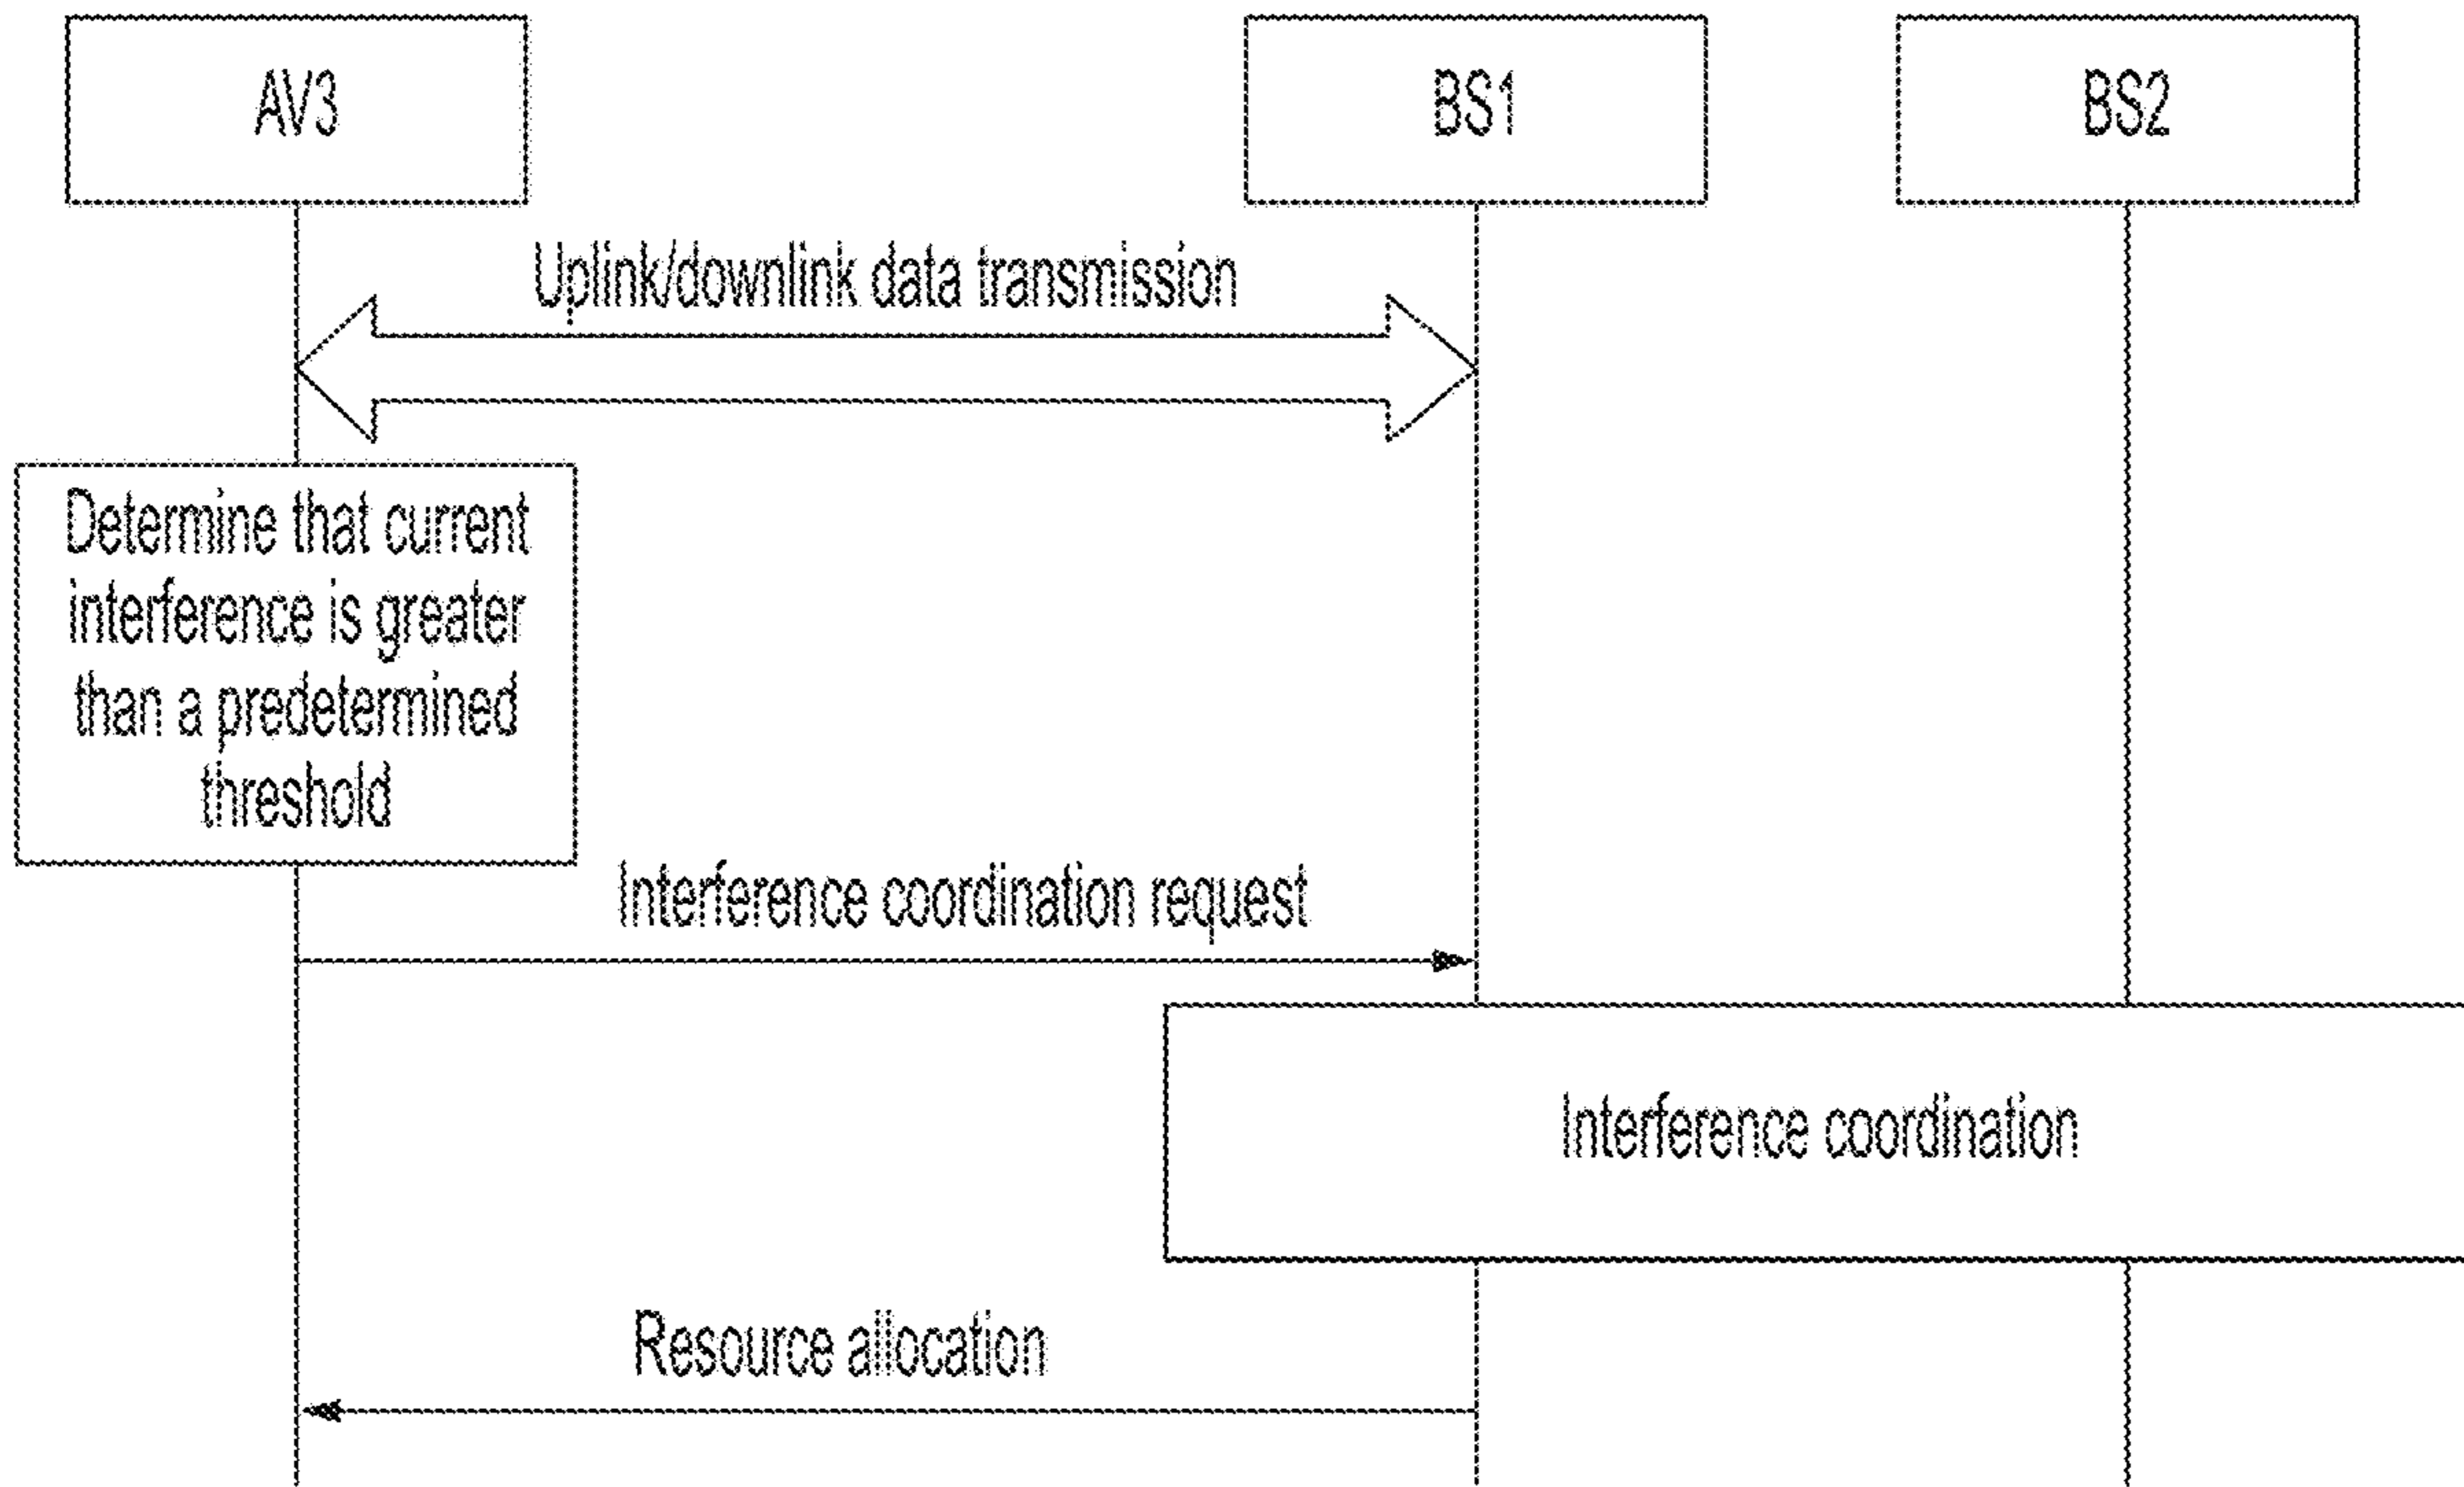 AV3
BS1
BS2
Uplink/downlink data transmission
Determine that current
interference is greater
than a predetermined
threshold
Interference coordination request
Interference coordination
Resource allocation